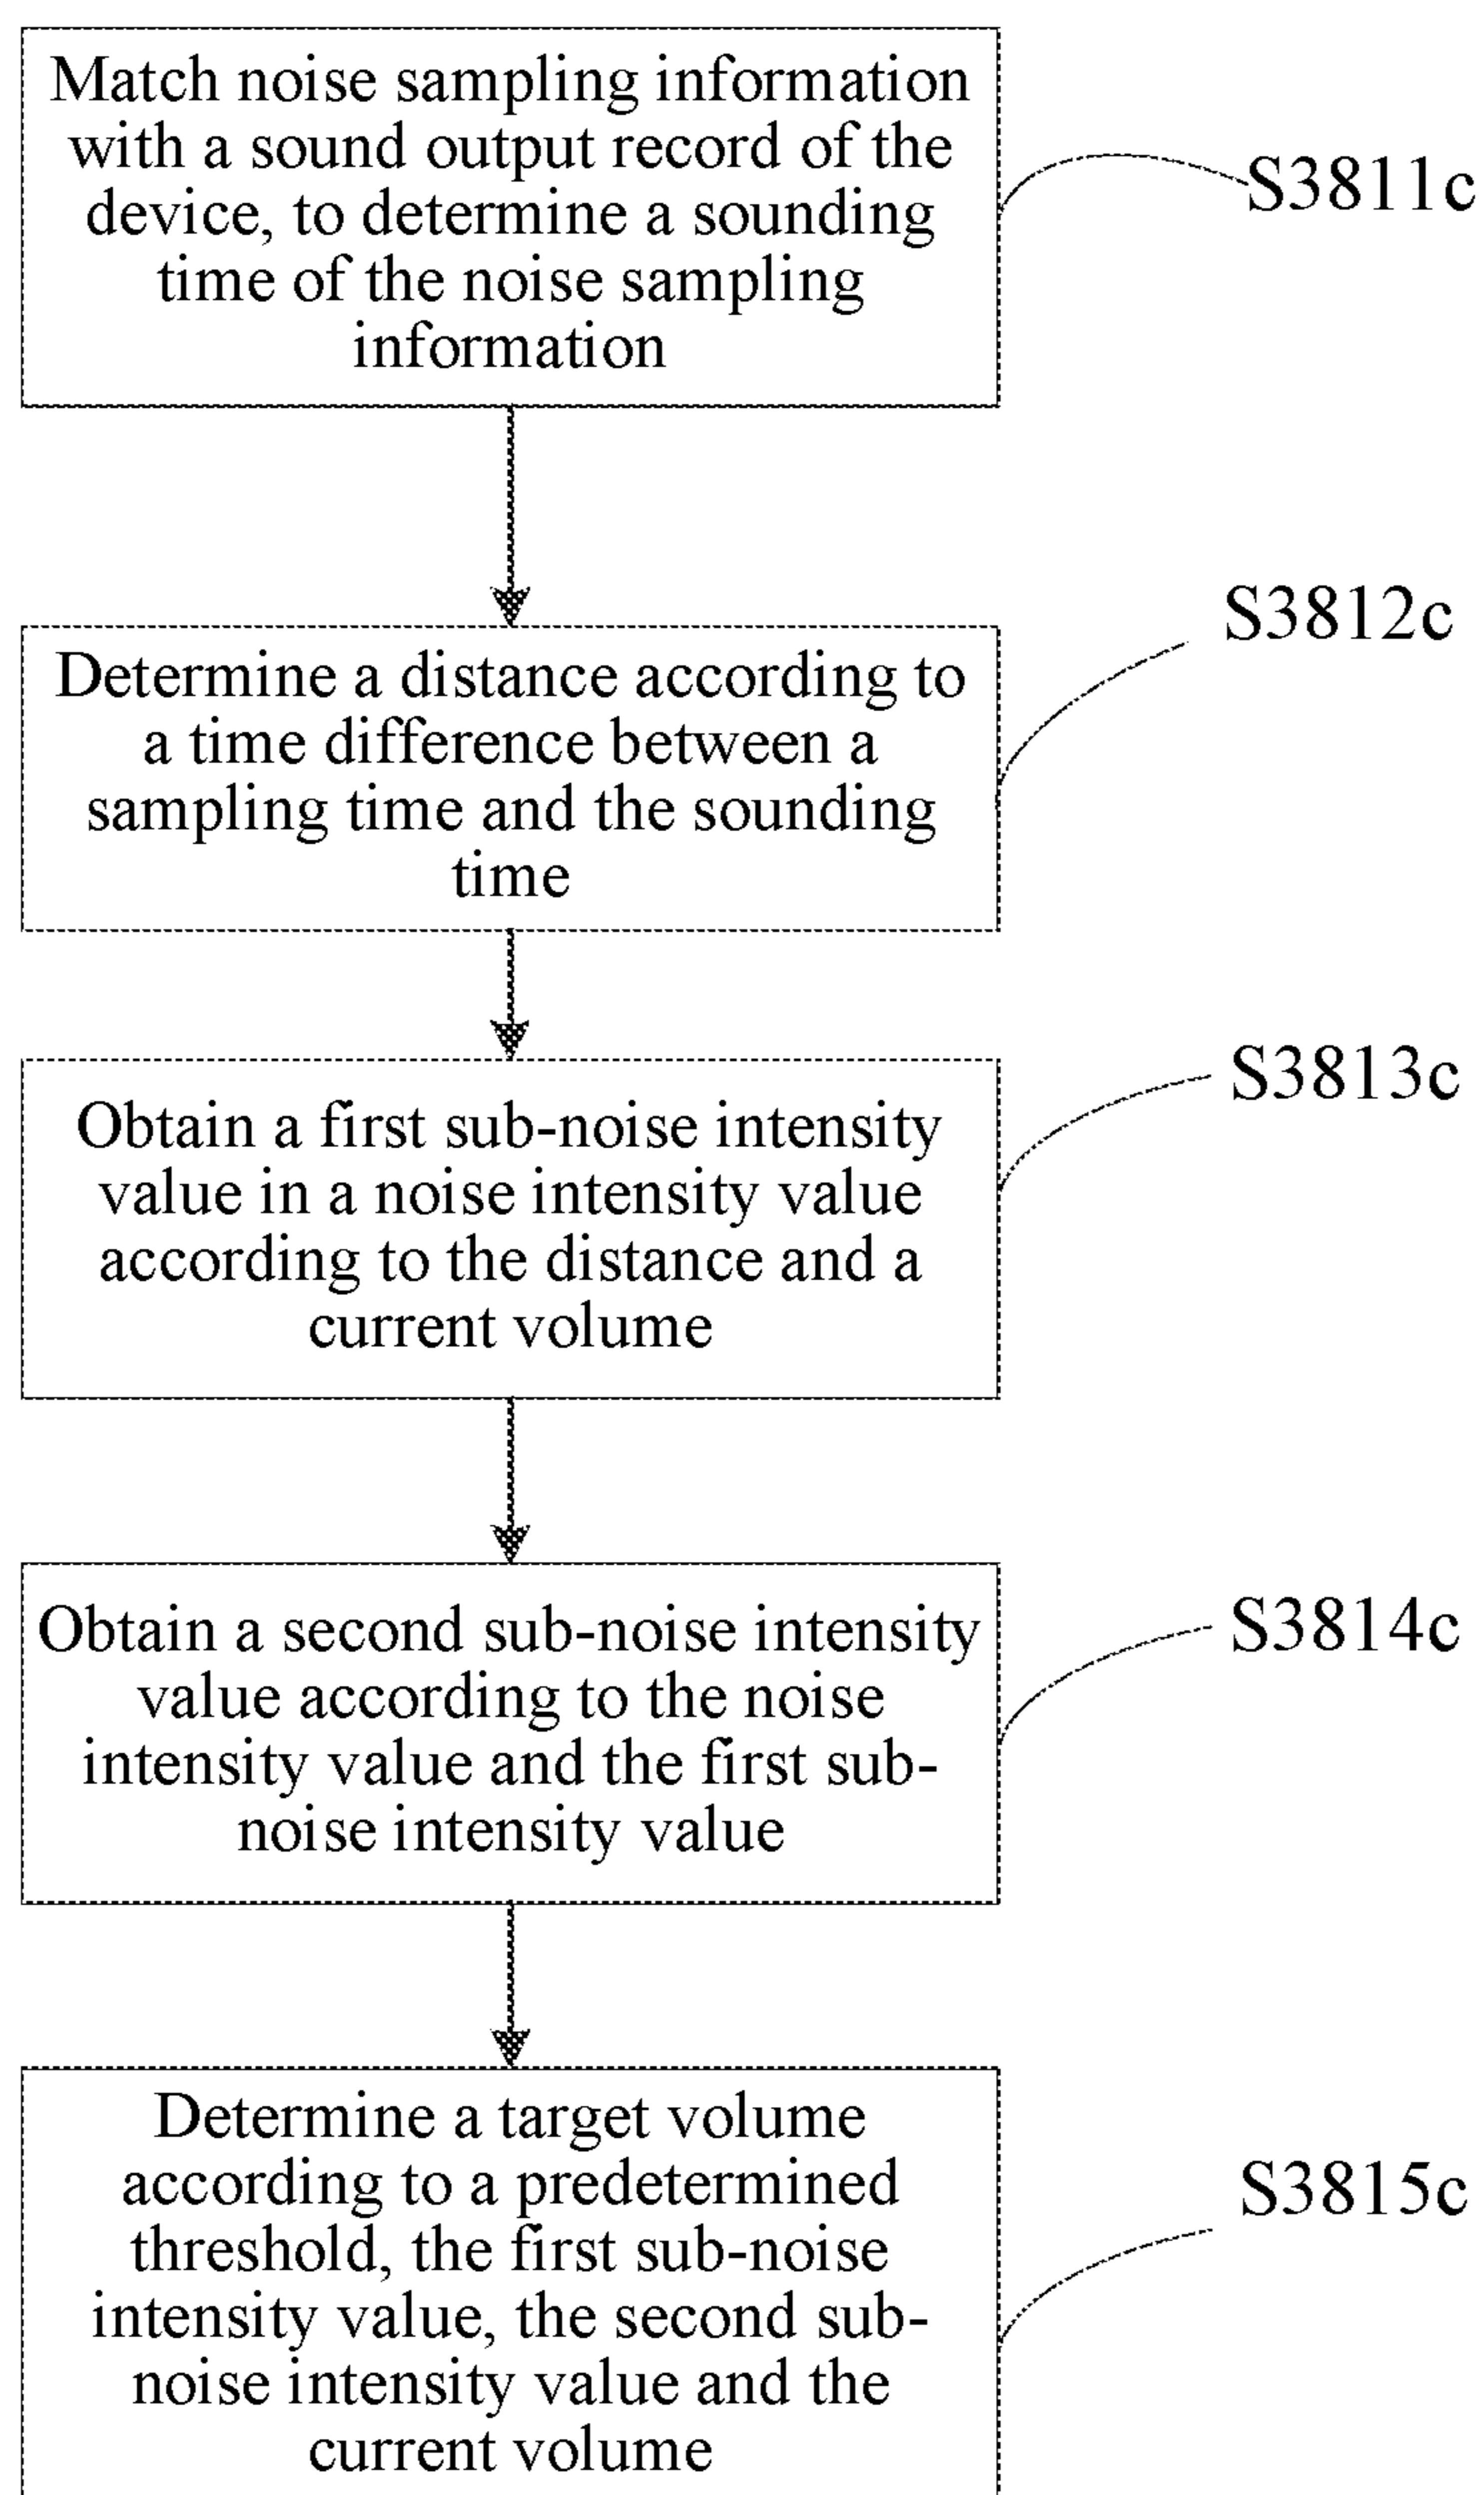 Match noise sampling information
with a sound output record of the
device, to determine a sounding
time of the noise sampling
information
S3811c
Determine a distance according to
a time difference between a
sampling time and the sounding
time
S3812c
Obtain a first sub-noise intensity
value in a noise intensity value
according to the distance and a
current volume
S3813c
Obtain a second sub-noise intensity
value according to the noise
intensity value and the first sub-
noise intensity value
S3814c
Determine a target volume
according to a predetermined
threshold, the first sub-noise
intensity value, the second sub-
noise intensity value and the
current volume
S3815c